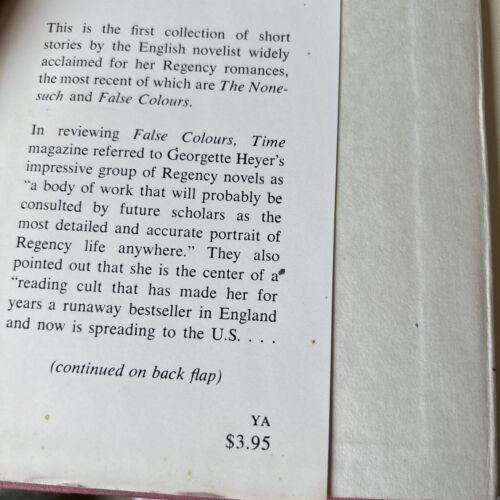 This is the first collection of short
stories by the English novelist widely
acclaimed for her Regency romances,
the most recent of which are The None-
such and False Colours.
In reviewing False Colours, Time
magazine referred to Georgette Heyer's
impressive group of Regency novels as
"a body of work that will probably be
consulted by future scholars as the
most detailed and accurate portrait of
Regency life anywhere." They also
pointed out that she is the center of a
"reading cult that has made her for
years a runaway bestseller in England
and now is spreading to the U.S. . . .
(continued on back flap)
YA
$3.95